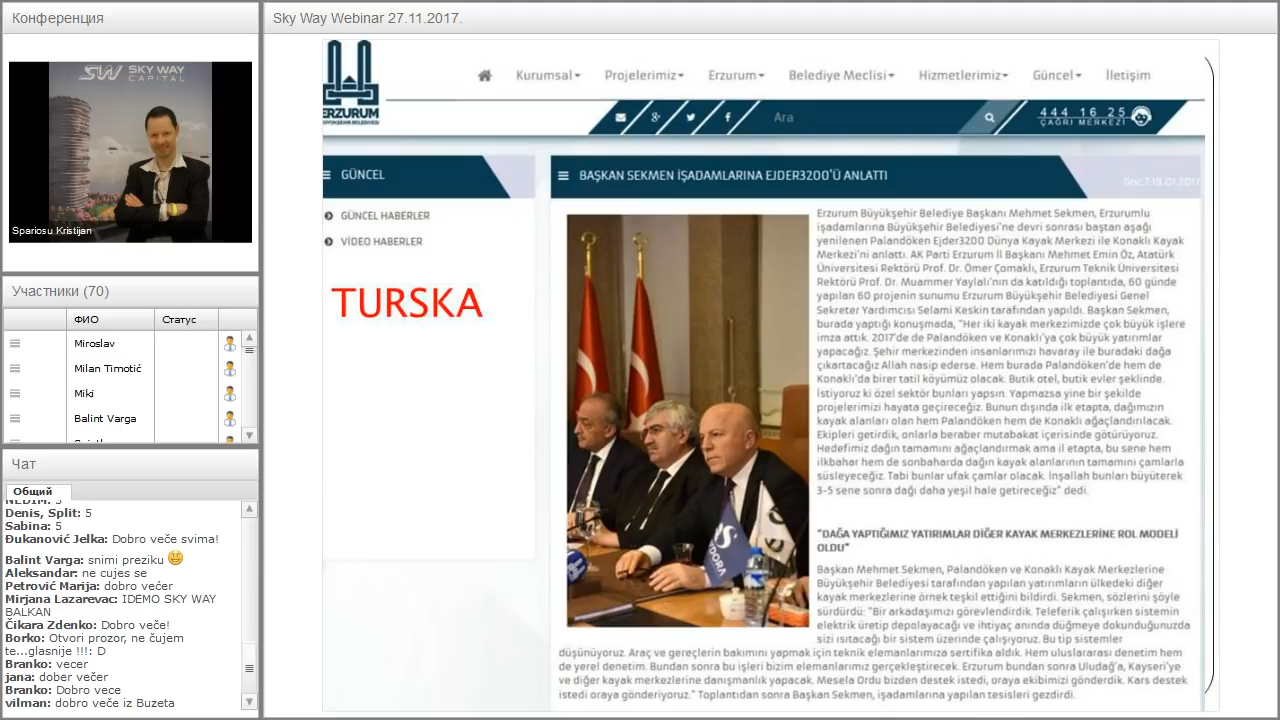 Конференция
SW SKY WAY
CAPITAL
Spariosu Kristijan
Участники (70)
ФИО Статус
Miroslav
Milan Timotić
Miki
Balint Varga
Чат
Общий
NEDIM: 5
Denis, Split: 5
Sabina: 5
Đukanović Jelka: Dobro veče svima!
Balint Varga: snimi preziku
Aleksandar: ne cujes se
Petrović Marija: dobro večer
Mirjana Lazarevac: IDEMO SKY WAY
BALKAN
Čikara Zdenko: Dobro veče!
Borko: Otvori prozor, ne čujem
te...glasnije !!!: D
Branko: vecer
jana: dober večer
Branko: Dobro vece
vilman: dobro veče iz Buzeta
Sky Way Webinar 27.11.2017.
ERZURUM
BÜYÜKŞEHİR BELEDİYESİ
Kurumsal Projelerimiz Erzurum Belediye Meclisi Hizmetlerimiz Güncel İletişim
Ara
444 16 25
ÇAĞRI MERKEZİ
GÜNCEL
GÜNCEL HABERLER
VİDEO HABERLER
TURSKA
BAŞKAN SEKMEN İŞADAMLARINA EJDER3200'Ü ANLATTI
19.01.2017
Erzurum Büyükşehir Belediye Başkanı Mehmet Sekmen, Erzurumlu
işadamlarına Büyükşehir Belediyesi'ne devri sonrası baştan aşağı
yenilenen Palandöken Ejder3200 Dünya Kayak Merkezi ile Konaklı Kayak
Merkezi'ni anlattı. AK Parti Erzurum İl Başkanı Mehmet Emin Öz, Atatürk
Üniversitesi Rektörü Prof. Dr. Ömer Çomaklı, Erzurum Teknik Üniversitesi
Rektörü Prof. Dr. Muammer Yaylalı'nın da katıldığı toplantıda, 60 günde
yapılan 60 projenin sunumu Erzurum Büyükşehir Belediyesi Genel
Sekreter Yardımcısı Selami Keskin tarafından yapıldı. Başkan Sekmen,
burada yaptığı konuşmada, "Her iki kayak merkezimizde çok büyük işlere
imza attık. 2017'de de Palandöken ve Konaklı'ya çok büyük yatırımlar
yapacağız. Şehir merkezinden insanlarımızı havaray ile buradaki dağa
çıkartacağız Allah nasip ederse. Hem burada Palandöken'de hem de
Konaklı'da birer tatil köyümüz olacak. Butik otel, butik evler şeklinde.
İstiyoruz ki özel sektör bunları yapsın. Yapmazsa yine bir şekilde
projelerimizi hayata geçireceğiz. Bunun dışında ilk etapta, dağımızın
kayak alanları olan hem Palandöken hem de Konaklı ağaçlandırılacak.
Ekipleri getirdik, onlarla beraber mutabakat içerisinde götürüyoruz.
Hedefimiz dağın tamamını ağaçlandırmak ama il etapta, bu sene hem
ilkbahar hem de sonbaharda dağın kayak alanlarının tamamını çamlarla
süsleyeceğiz. Tabi bunlar ufak çamlar olacak. İnşallah bunları büyüterek
3-5 sene sonra dağı daha yeşil hale getireceğiz" dedi.
"DAĞA YAPTIĞIMIZ YATIRIMLAR DİĞER KAYAK MERKEZLERİNE ROL MODELİ
OLDU"
Başkan Mehmet Sekmen, Palandöken ve Konaklı Kayak Merkezlerine
Büyükşehir Belediyesi tarafından yapılan yatırımların ülkedeki diğer
kayak merkezlerine örnek teşkil ettiğini bildirdi. Sekmen, sözlerini şöyle
sürdürdü: "Bir arkadaşımızı görevlendirdik. Teleferik çalışırken sistemin
elektrik üretip depolayacağı ve ihtiyaç anında düğmeye dokunduğunuzda
sizi ısıtacağı bir sistem üzerinde çalışıyoruz. Bu tip sistemler
düşünüyoruz. Araç ve gereçlerin bakımını yapmak için teknik elemanlarımıza sertifika aldık. Hem uluslararası denetim hem
de yerel denetim. Bundan sonra bu işleri bizim elemanlarımız gerçekleştirecek. Erzurum bundan sonra Uludağ'a, Kayseri'ye
ve diğer kayak merkezlerine danışmanlık yapacak. Mesela Ordu bizden destek istedi, oraya ekibimizi gönderdik. Kars destek
istedi oraya gönderiyoruz." Toplantıdan sonra Başkan Sekmen, işadamlarına yapılan tesisleri gezdirdi.